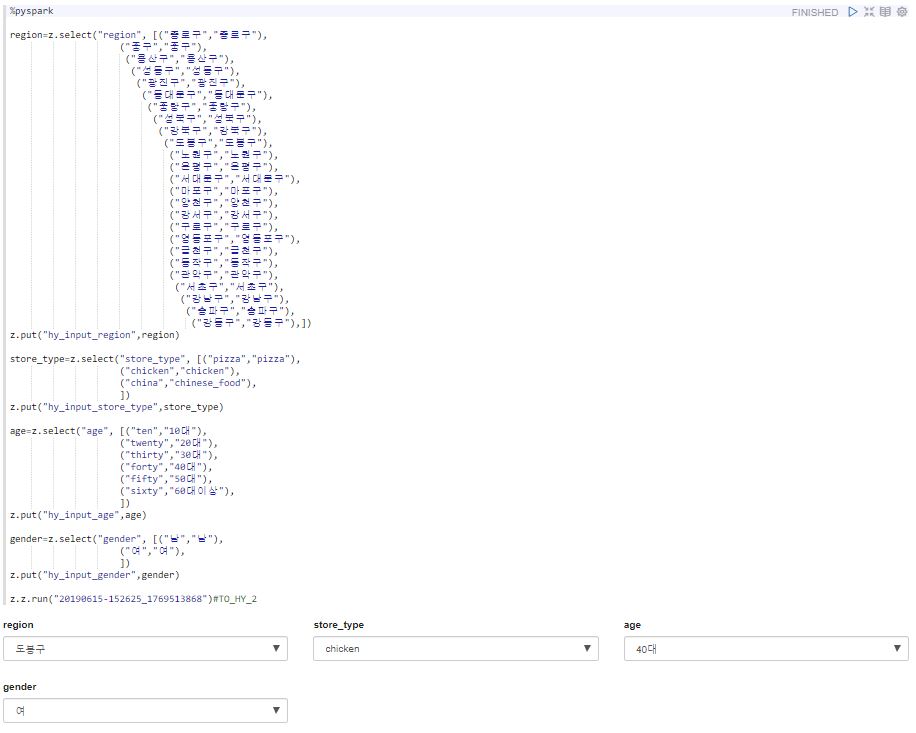 %pyspark
FINISHED
region=z.select("region", [("종로구","종로구"),
("중구","중구"),
("용산구","용산구"),
("성동구","성동구"),
("광진구","광진구"),
("동대문구","동대문구"),
("중랑구","중랑구"),
("성북구","성북구"),
("강북구","강북구"),
("도봉구","도봉구"),
("노원구","노원구"),
("은평구","은평구"),
("서대문구","서대문구"),
("마포구","마포구"),
("양천구","양천구"),
("강서구","강서구"),
("구로구","구로구"),
("영등포구","영등포구"),
("금천구","금천구"),
("동작구","동작구"),
("관악구","관악구"),
("서초구","서초구"),
("강남구","강남구"),
("송파구","송파구"),
("강동구","강동구"),])
z.put("hy_input_region",region)
store_type=z.select("store_type", [("pizza","pizza"),
("chicken","chicken"),
("china","chinese_food"),
])
z.put("hy_input_store_type",store_type)
age=z.select("age", [("ten","10대"),
("twenty","20대"),
("thirty","30대"),
("forty","40대"),
("fifty","50대"),
("sixty","60대이상"),
])
z.put("hy_input_age",age)
gender=z.select("gender", [("남","남"),
("여","여"),
])
z.put("hy_input_gender",gender)
z.z.run("20190615-152625_1769513868")#TO_HY_2
region
store_type
age
도봉구
chicken
40대
gender
여